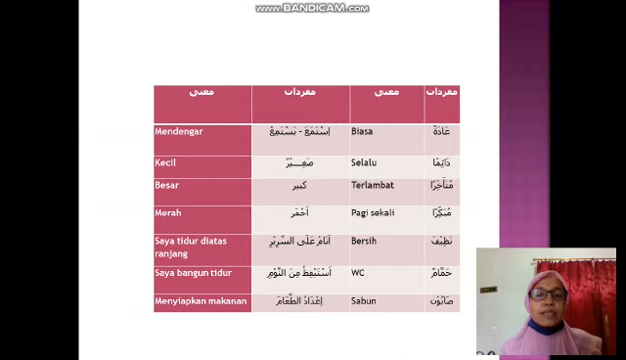 www.BANDICAM.com
معنى مفردات معنى مفردات
Mendengar اِسْتَمَعَ - يَسْتَمِعُ Biasa عَادَةً
Kecil صَغِـــيْرٌ Selalu دَائِمًا
Besar كبير Terlambat مُتَأَخِّرًا
Merah أَحْمَر Pagi sekali مُبَكِّرًا
Saya tidur diatas ranjang أَنَامُ عَلَى السَّرِيْرِ Bersih نَظِيْفَ
Saya bangun tidur أَسْتَيْقِظُ مِنَ النَّوْمِ WC حَمَّامٌ
Menyiapkan makanan إِعْدَادُ الطَّعَامَ Sabun صَابُوْن